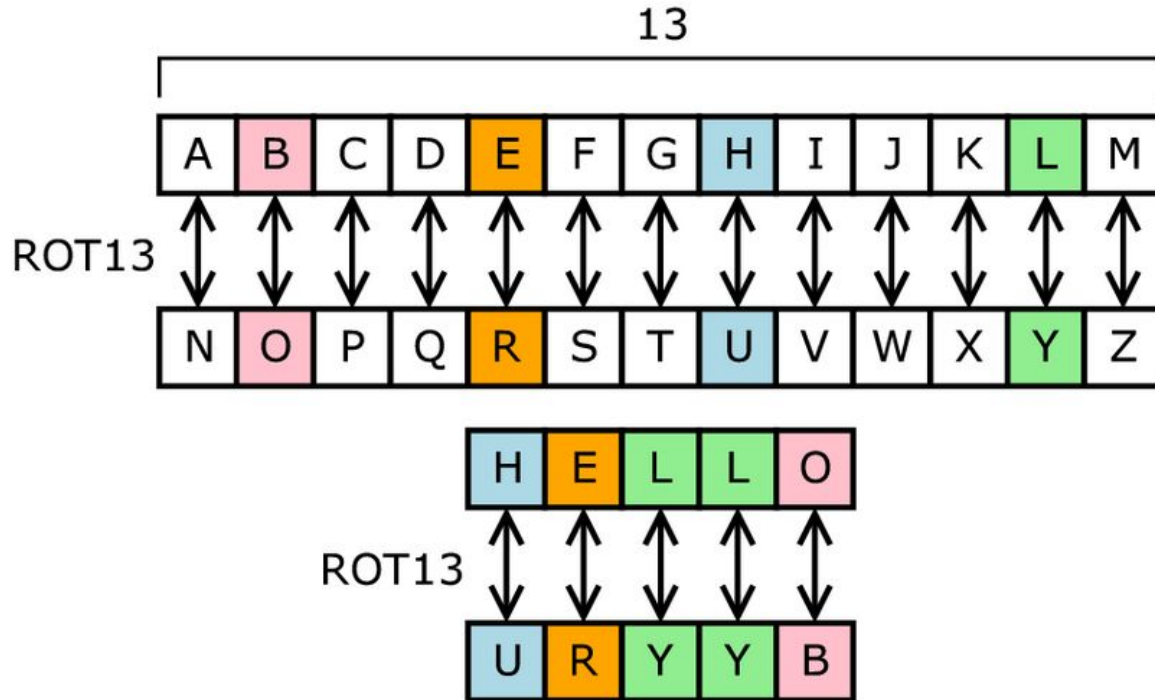 13
A B C D E F G H I J K L M
ROT13
N O P Q R S T U V W X Y Z
H E L L O
ROT13
U R Y Y B